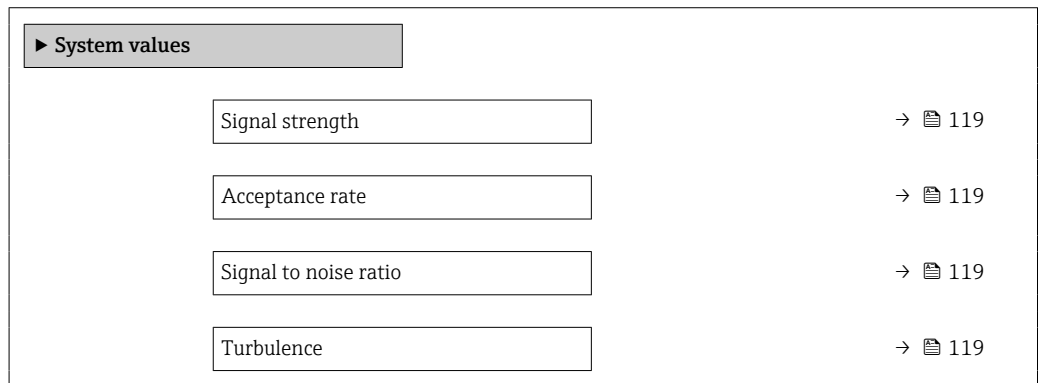 ▶ System values
Signal strength → 119
Acceptance rate → 119
Signal to noise ratio → 119
Turbulence → 119